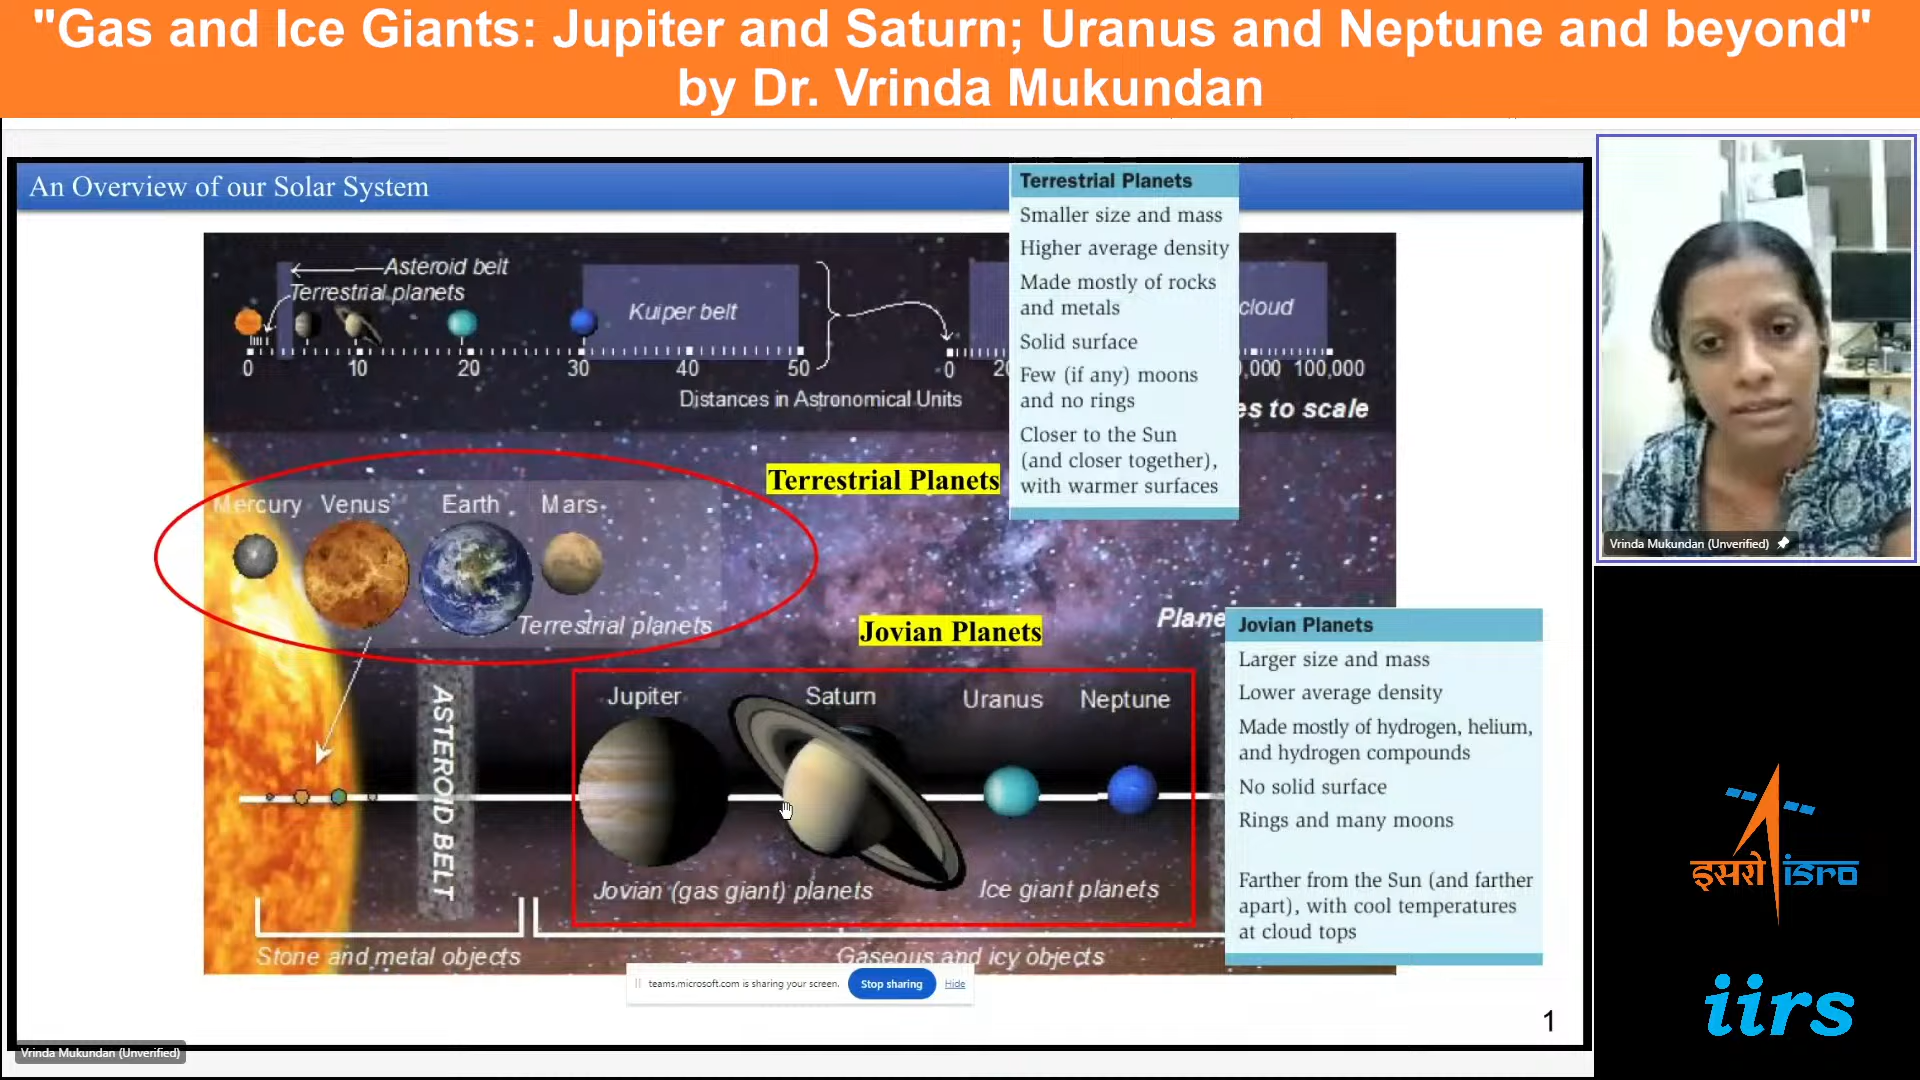 "Gas and Ice Giants: Jupiter and Saturn; Uranus and Neptune and beyond"
by Dr. Vrinda Mukundan
An Overview of our Solar System
Asteroid belt
Terrestrial planets
Kuiper belt
cloud
0 10 20 30 40 50
0 20 ,000 100,000
Distances in Astronomical Units
es to scale
Terrestrial Planets
Smaller size and mass
Higher average density
Made mostly of rocks
and metals
Solid surface
Few (if any) moons
and no rings
Closer to the Sun
(and closer together),
with warmer surfaces
Terrestrial Planets
Mercury Venus Earth Mars
Terrestrial planets
Jovian Planets
Plane
ASTEROID BELT
Jupiter Saturn Uranus Neptune
Jovian (gas giant) planets
Ice giant planets
Stone and metal objects
Gaseous and icy objects
Jovian Planets
Larger size and mass
Lower average density
Made mostly of hydrogen, helium,
and hydrogen compounds
No solid surface
Rings and many moons
Farther from the Sun (and farther
apart), with cool temperatures
at cloud tops
teams.microsoft.com is sharing your screen. Stop sharing Hide
1
Vrinda Mukundan (Unverified)
Vrinda Mukundan (Unverified)
इसरो isro
iirs